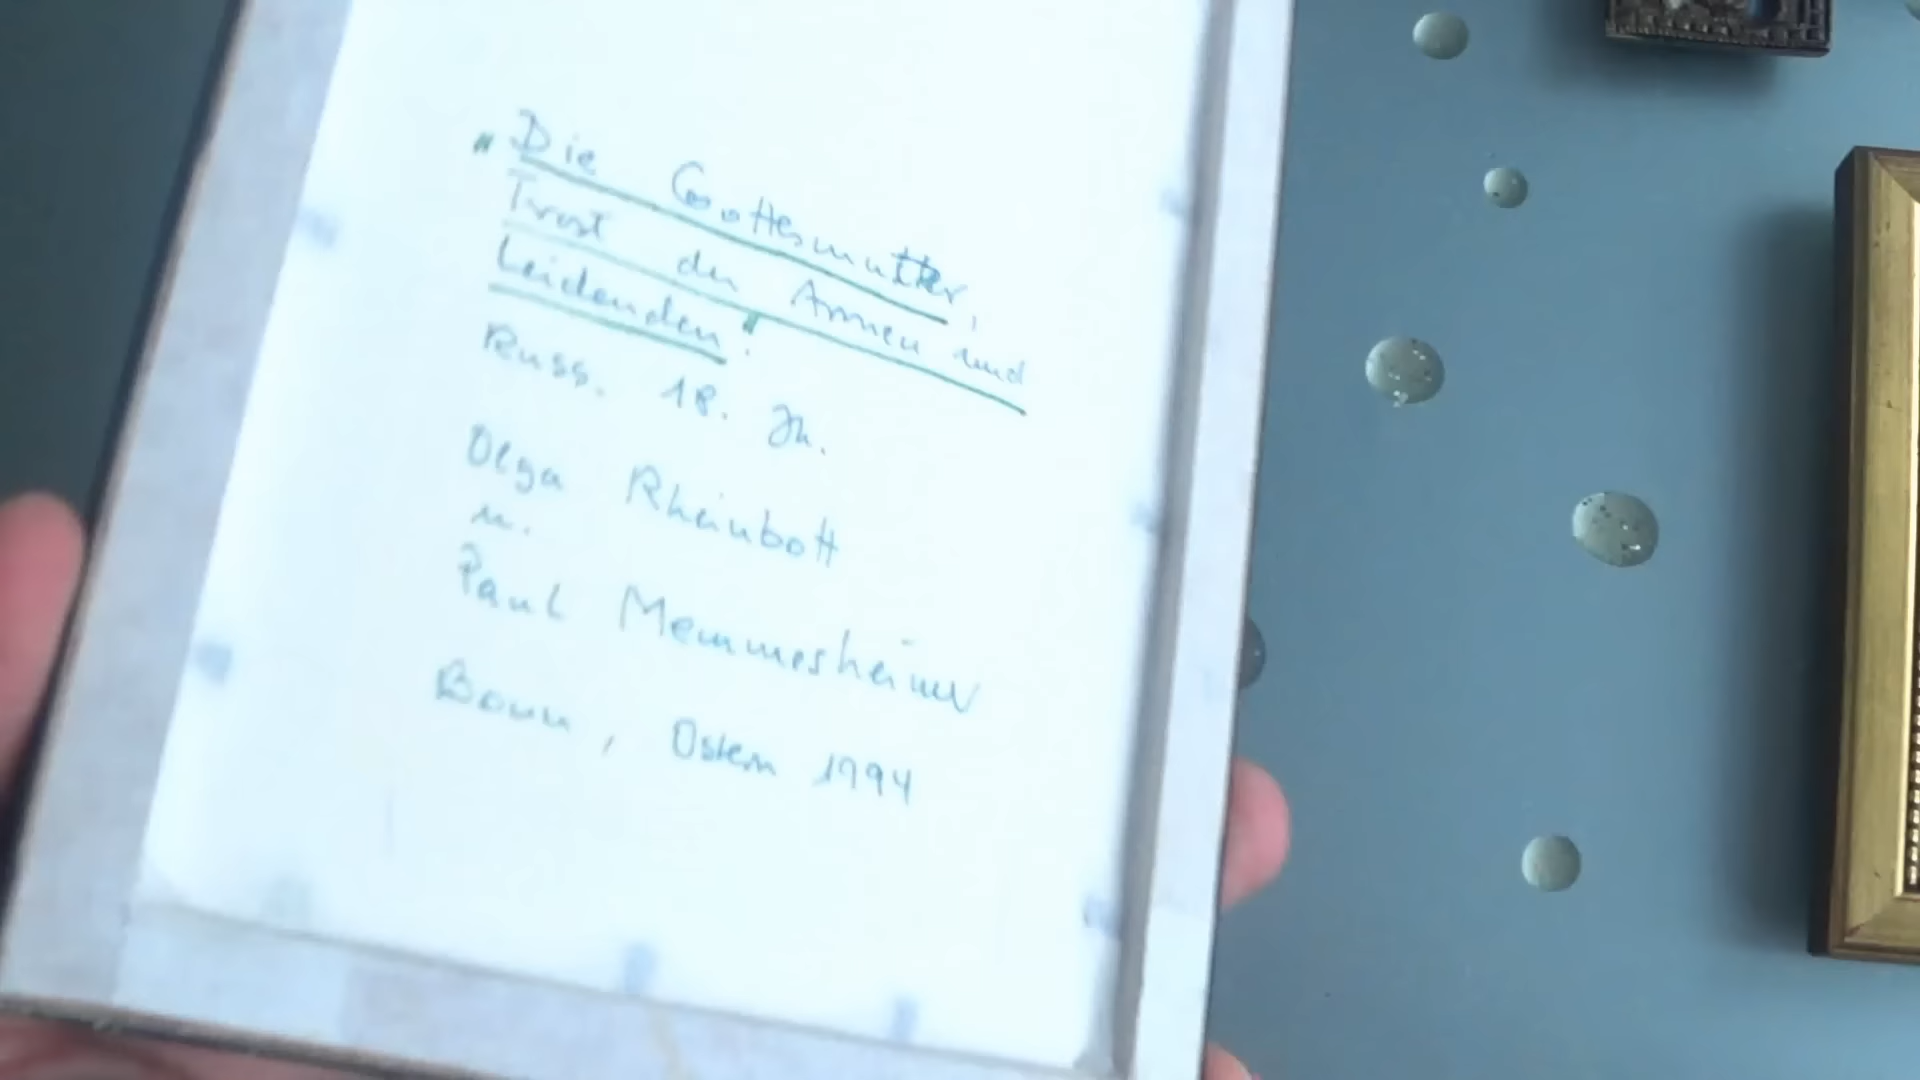 "Die Gottesmutter,
Trost der Armen und
Leidenden".
Russ. 18. Jh.
Olga Rheinbott
u.
Paul Memmesheimer
Bonn, Ostern 1994